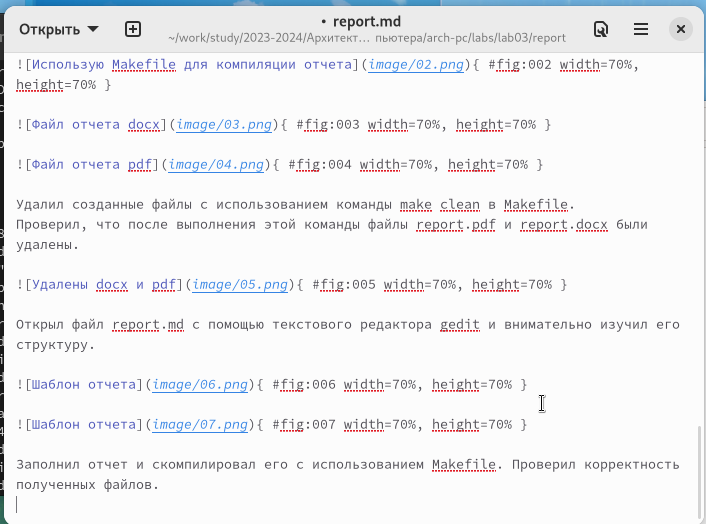 Открыть
• report.md
~/work/study/2023-2024/Архитект… пьютера/arch-pc/labs/lab03/report
![Использую Makefile для компиляции отчета](image/02.png){ #fig:002 width=70%,
height=70% }
![Файл отчета docx](image/03.png){ #fig:003 width=70%, height=70% }
![Файл отчета pdf](image/04.png){ #fig:004 width=70%, height=70% }
Удалил созданные файлы с использованием команды make clean в Makefile.
Проверил, что после выполнения этой команды файлы report.pdf и report.docx были
удалены.
![Удалены docx и pdf](image/05.png){ #fig:005 width=70%, height=70% }
Открыл файл report.md с помощью текстового редактора gedit и внимательно изучил его
структуру.
![Шаблон отчета](image/06.png){ #fig:006 width=70%, height=70% }
![Шаблон отчета](image/07.png){ #fig:007 width=70%, height=70% }
Заполнил отчет и скомпилировал его с использованием Makefile. Проверил корректность
полученных файлов.